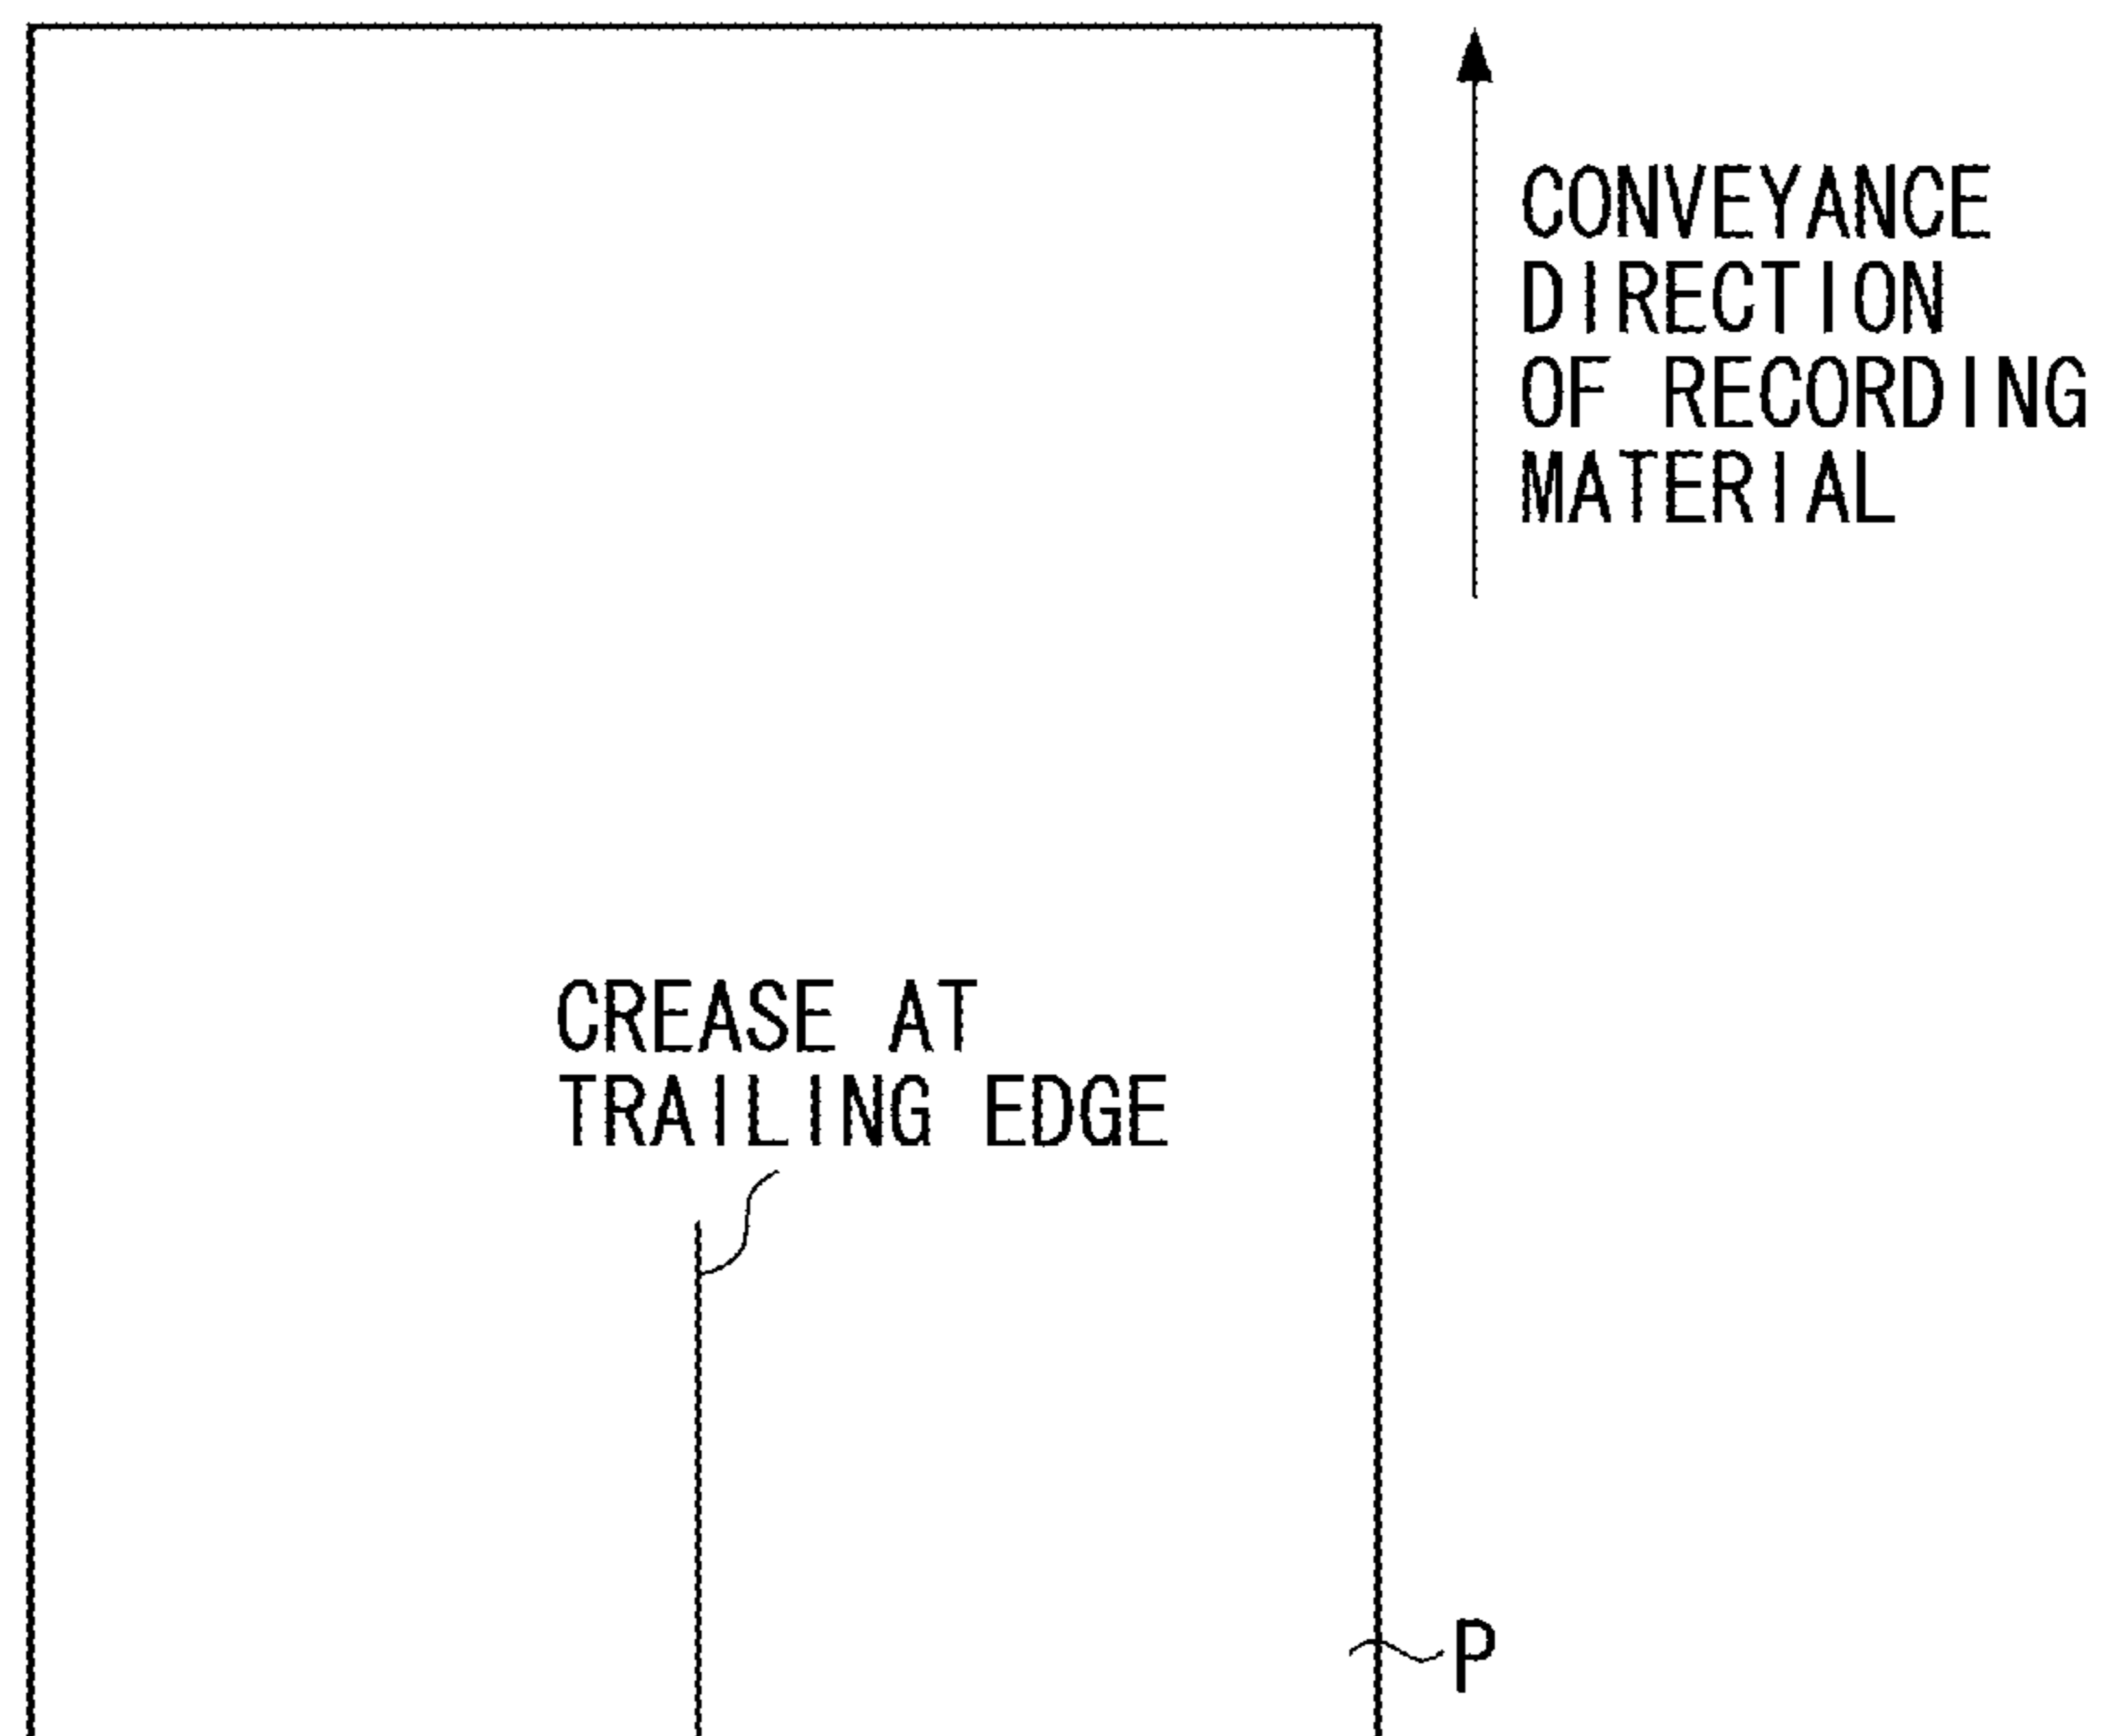 CONVEYANCE
DIRECTION
OF RECORDING
MATERIAL
CREASE AT
TRAILING EDGE
P